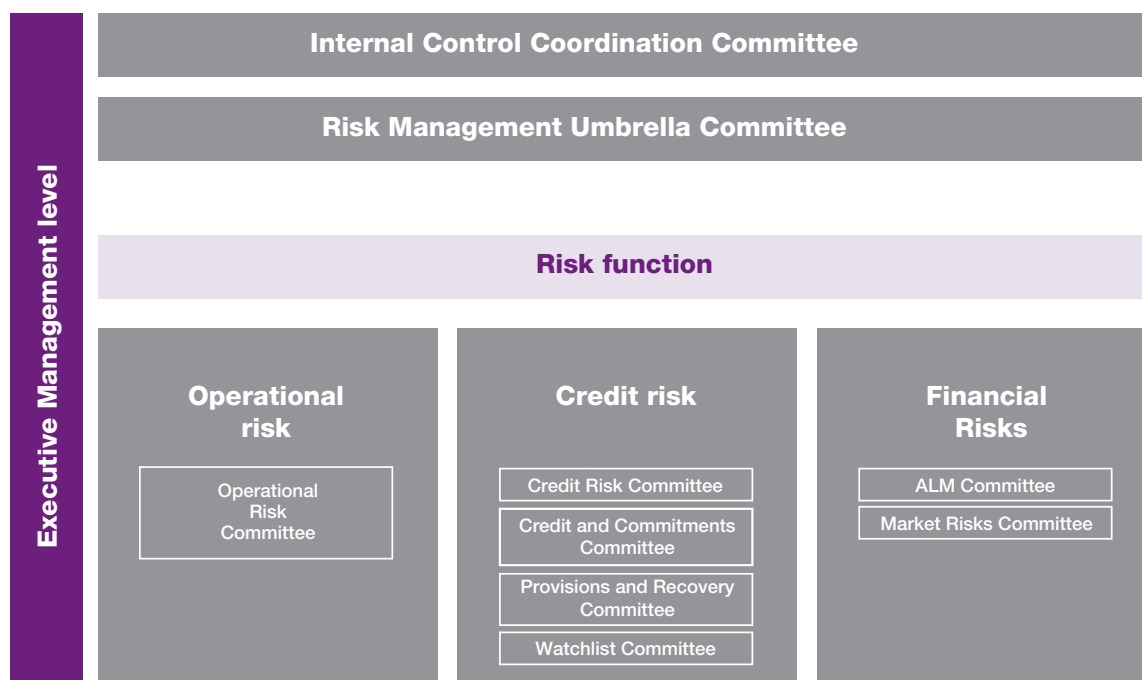 Executive Management level
Internal Control Coordination Committee
Risk Management Umbrella Committee
Risk function
Operational
risk
Operational
Risk
Committee
Credit risk
Credit Risk Committee
Credit and Commitments
Committee
Provisions and Recovery
Committee
Watchlist Committee
Financial
Risks
ALM Committee
Market Risks Committee